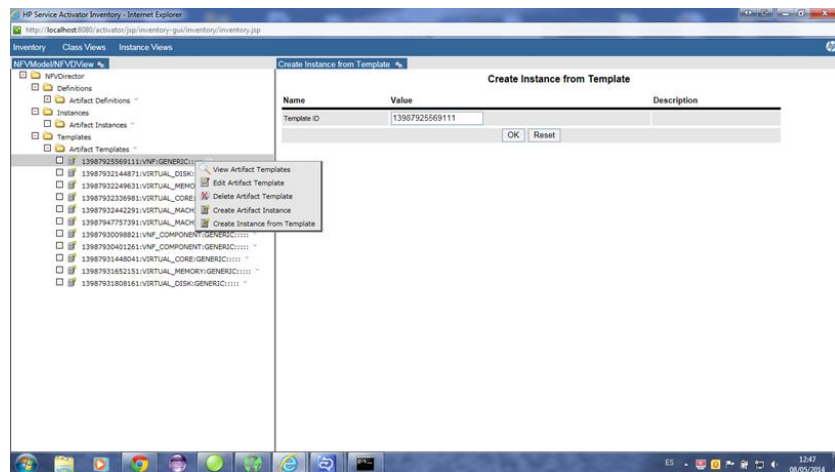 HP Service Activator Inventory - Internet Explorer
http://localhost:8080/activator/jsp/inventory-gui/inventory/inventory.jsp
Inventory Class Views Instance Views
NFVModel/NFVDView
Create Instance from Template
NFVDirector
Definitions
Artifact Definitions
Instances
Artifact Instances
Templates
Artifact Templates
13987925569111:VNF:GENERIC:::::
13987932144871:VIRTUAL_DISK:
13987932249631:VIRTUAL_MEMO
13987932336981:VIRTUAL_CORE:
13987932442291:VIRTUAL_MACH
13987947757391:VIRTUAL_MACH
13987930098821:VNF_COMPONENT:GENERIC:::::
13987930401261:VNF_COMPONENT:GENERIC:::::
13987931448041:VIRTUAL_CORE:GENERIC:::::
13987931652151:VIRTUAL_MEMORY:GENERIC:::::
13987931808161:VIRTUAL_DISK:GENERIC:::::
View Artifact Templates
Edit Artifact Template
Delete Artifact Template
Create Artifact Instance
Create Instance from Template
Create Instance from Template
Name Value Description
Template ID 13987925569111
OK Reset
ES 12:47
08/05/2014